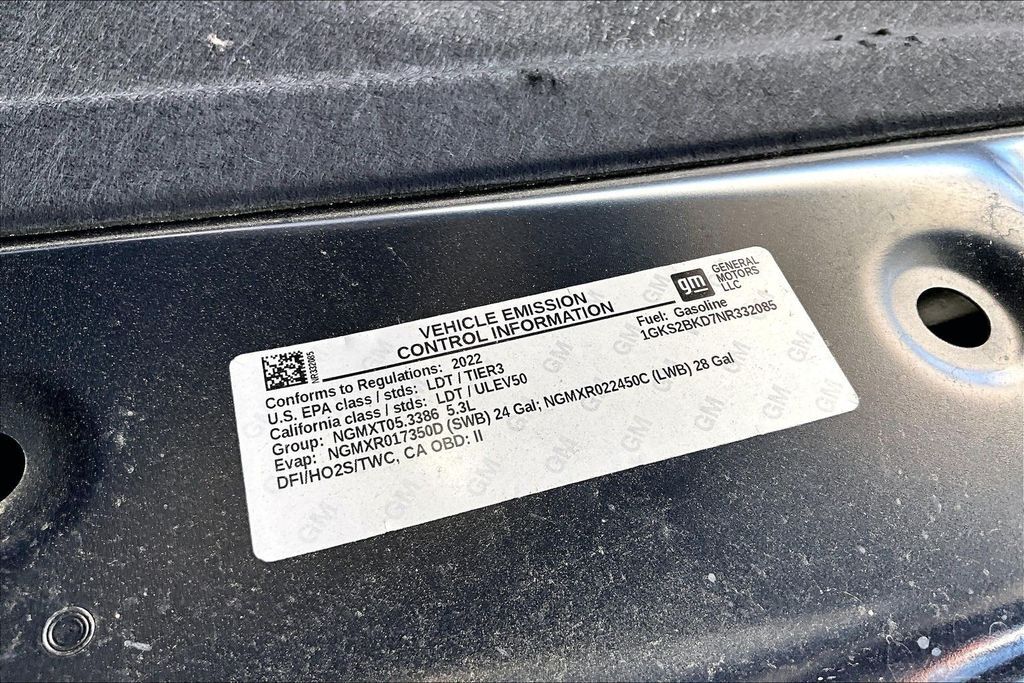 VEHICLE EMISSION
CONTROL INFORMATION
gm
GENERAL
MOTORS
LLC
NR332085
Fuel: Gasoline
1GKS2BKD7NR332085
Conforms to Regulations: 2022
U.S. EPA class / stds: LDT / TIER3
California class / stds: LDT / ULEV50
Group: NGMXT05.3386 5.3L
Evap: NGMXR017350D (SWB) 24 Gal; NGMXR022450C (LWB) 28 Gal
DFI/HO2S/TWC, CA OBD: II